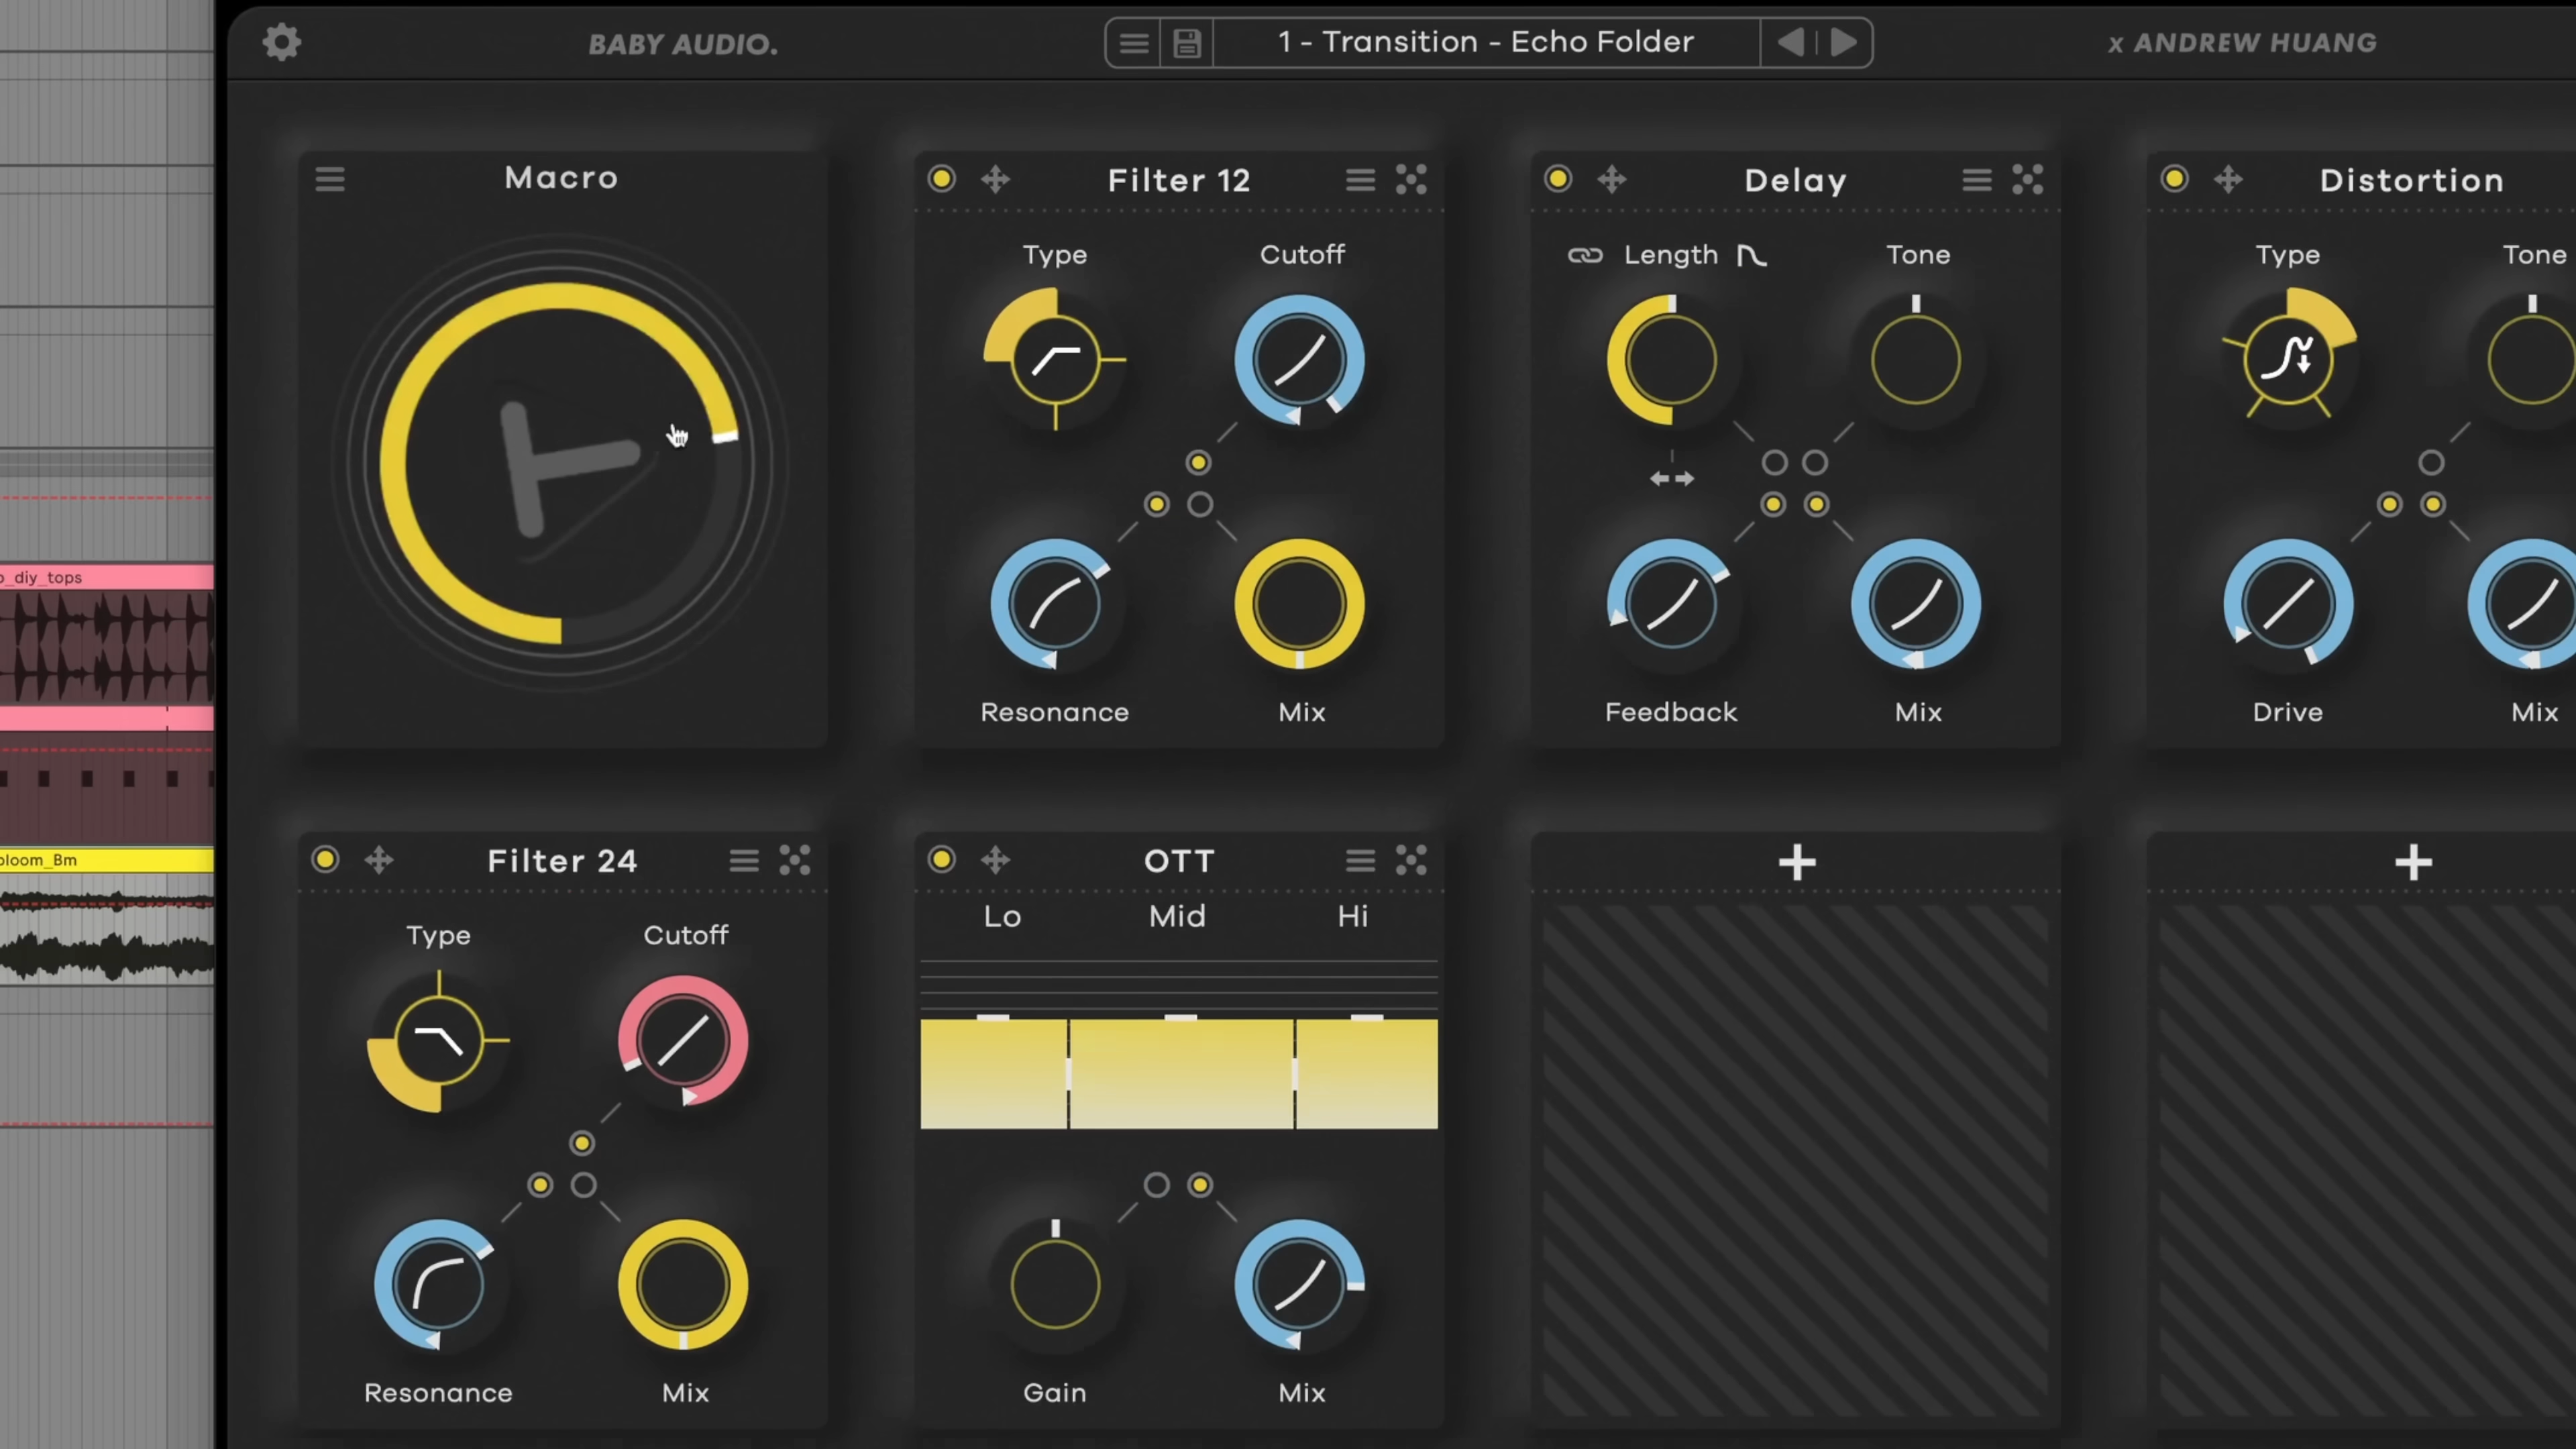 BABY AUDIO.
1 - Transition - Echo Folder
x ANDREW HUANG
Macro
Filter 12
Type
Cutoff
Resonance
Mix
Delay
Length
Tone
Feedback
Mix
Distortion
Type
Tone
Drive
Mix
_diy_tops
loom_Bm
Filter 24
Type
Cutoff
Resonance
Mix
OTT
Lo
Mid
Hi
Gain
Mix